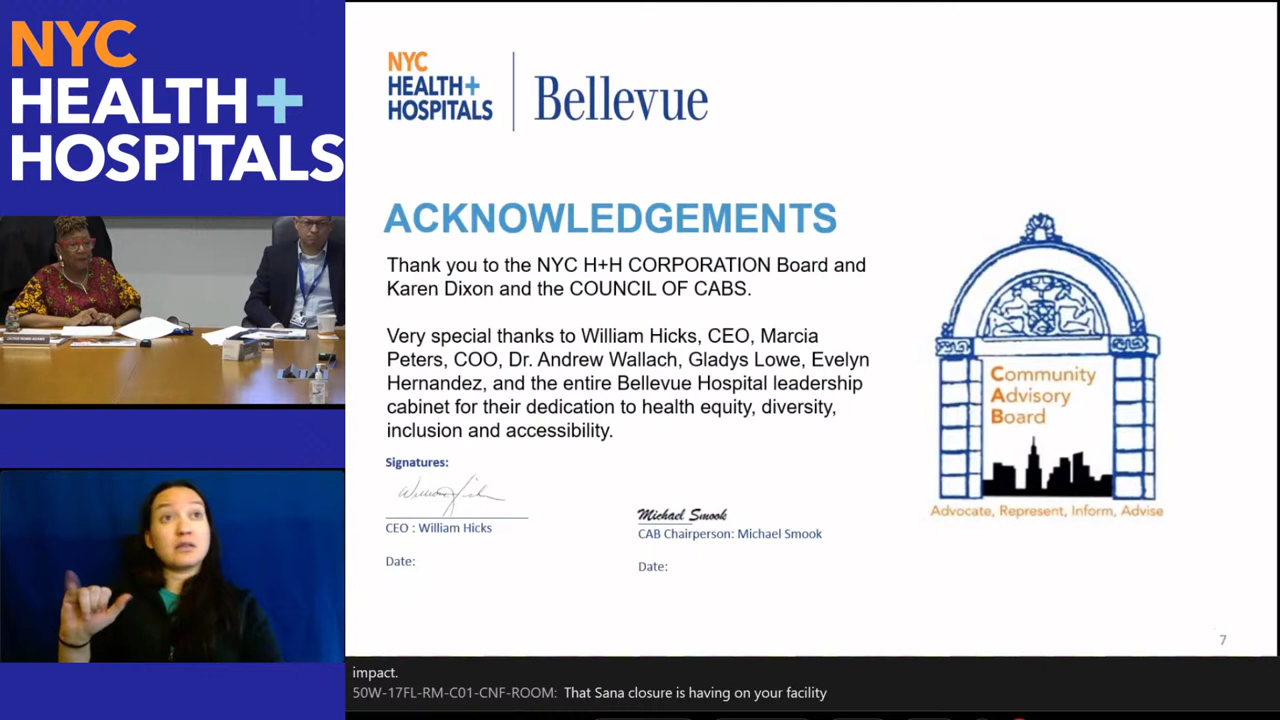 NYC
HEALTH+
HOSPITALS
NYC
HEALTH+
HOSPITALS
Bellevue
ACKNOWLEDGEMENTS
Thank you to the NYC H+H CORPORATION Board and
Karen Dixon and the COUNCIL OF CABS.
Very special thanks to William Hicks, CEO, Marcia
Peters, COO, Dr. Andrew Wallach, Gladys Lowe, Evelyn
Hernandez, and the entire Bellevue Hospital leadership
cabinet for their dedication to health equity, diversity,
inclusion and accessibility.
Signatures:
CEO : William Hicks
Date:
Michael Smook
CAB Chairperson: Michael Smook
Date:
Community
Advisory
Board
Advocate, Represent, Inform, Advise
7
impact.
50W-17FL-RM-C01-CNF-ROOM: That Sana closure is having on your facility